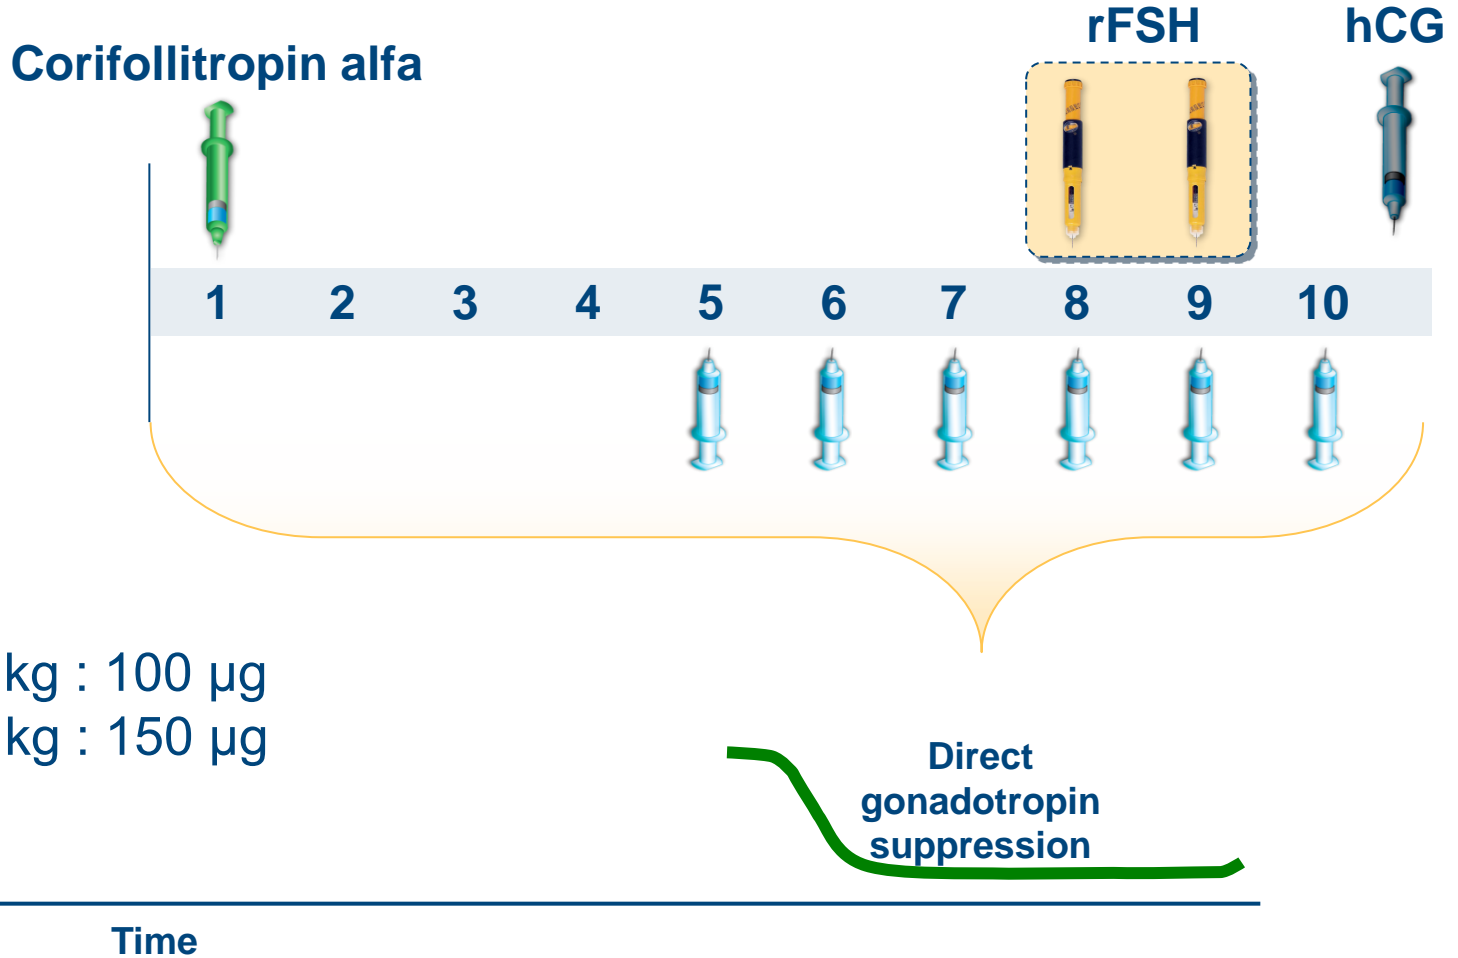 rFSH
hCG
Corifollitropin alfa
1 2 3 4 5 6 7 8 9 10
kg : 100 µg
kg : 150 µg
Direct
gonadotropin
suppression
Time